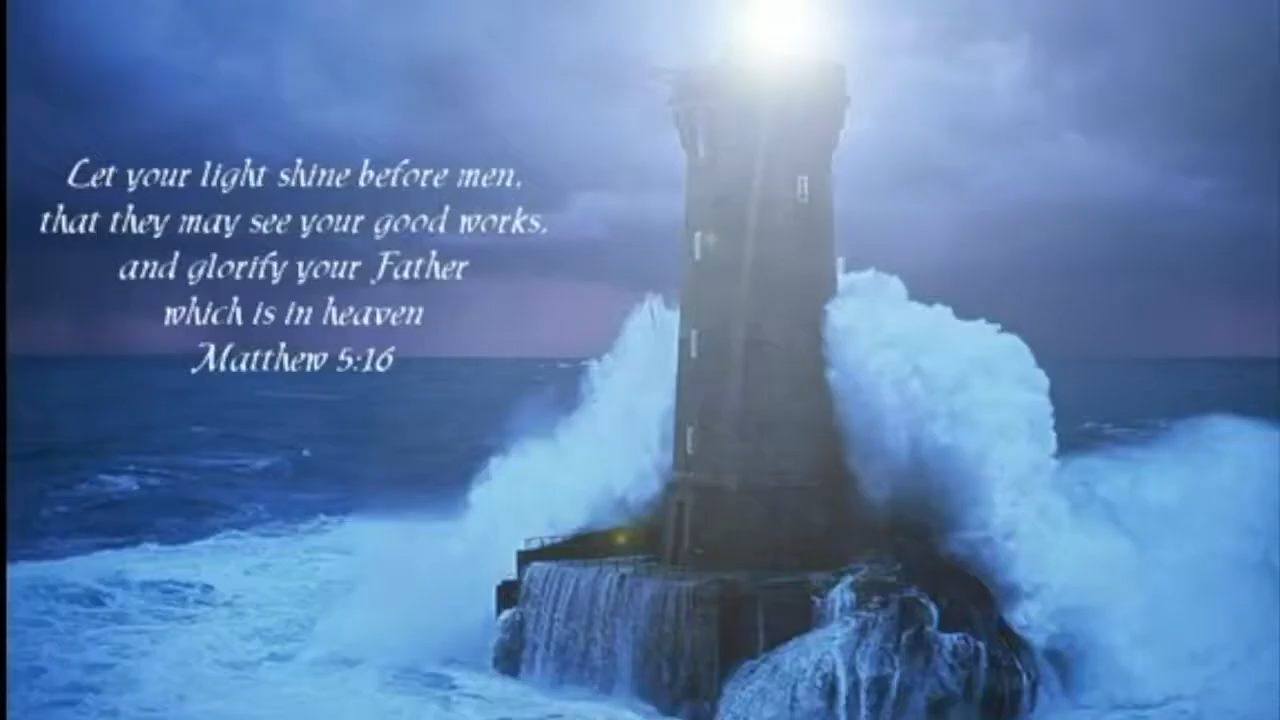 Let your light shine before men,
that they may see your good works,
and glorify your Father
which is in heaven
Matthew 5:16